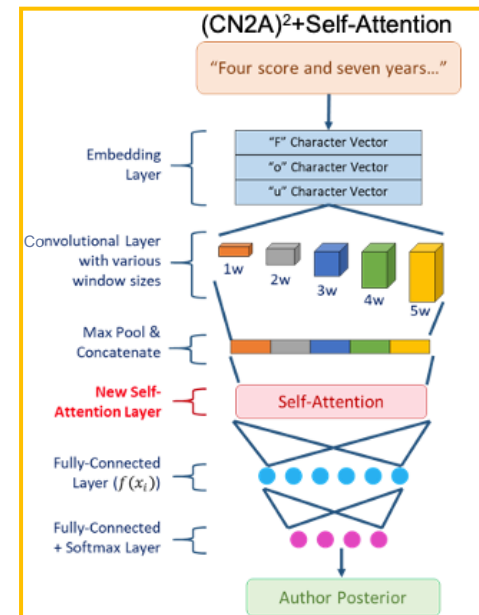 (CN2A)²+Self-Attention
“Four score and seven years...”
Embedding
Layer
“F” Character Vector
“o” Character Vector
“u” Character Vector
Convolutional Layer
with various
window sizes
1w
2w
3w
4w
5w
Max Pool &
Concatenate
New Self-
Attention Layer
Self-Attention
Fully-Connected
Layer (f(xᵢ))
Fully-Connected
+ Softmax Layer
Author Posterior